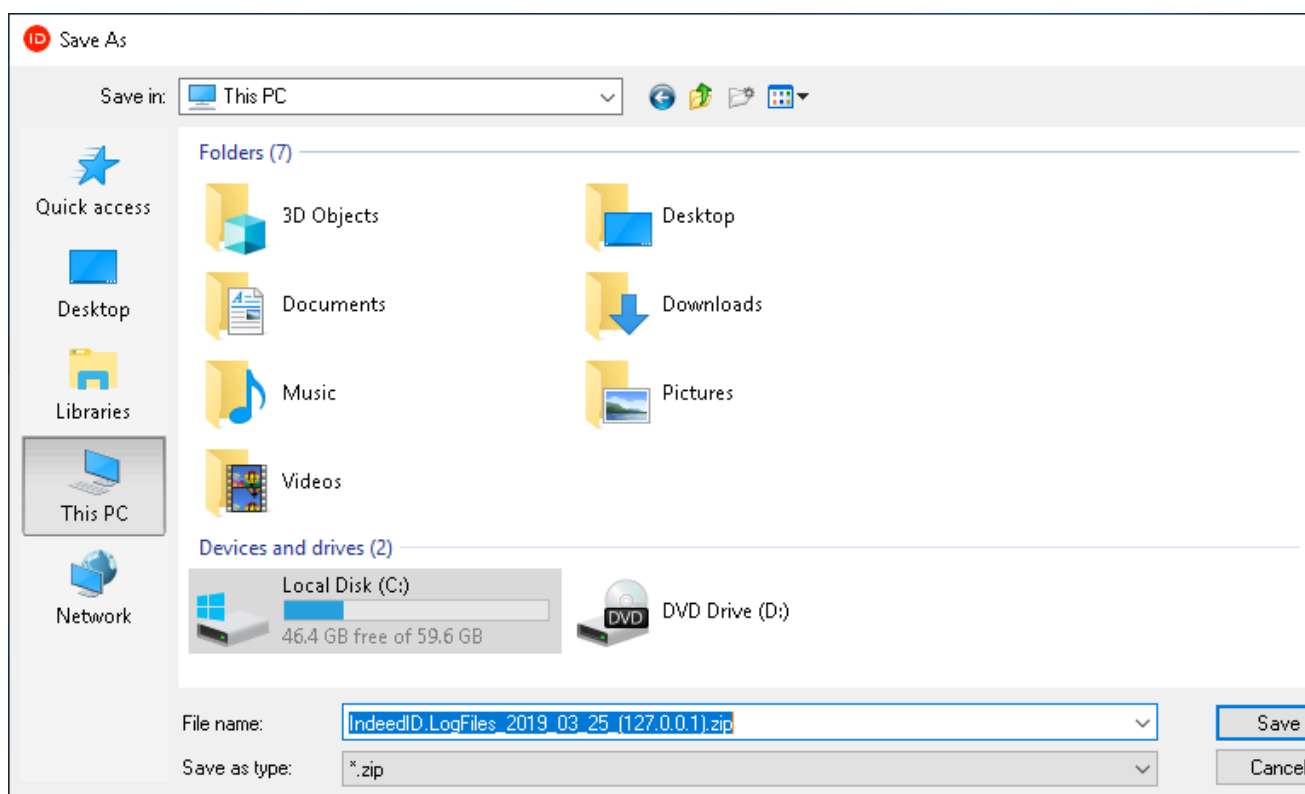 ID Save As
Save in: This PC
Quick access
Desktop
Libraries
This PC
Network
Folders (7)
3D Objects
Desktop
Documents
Downloads
Music
Pictures
Videos
Devices and drives (2)
Local Disk (C:)
46.4 GB free of 59.6 GB
DVD
DVD Drive (D:)
File name: IndeedID.LogFiles_2019_03_25_(127.0.0.1).zip Save
Save as type: *.zip Cancel